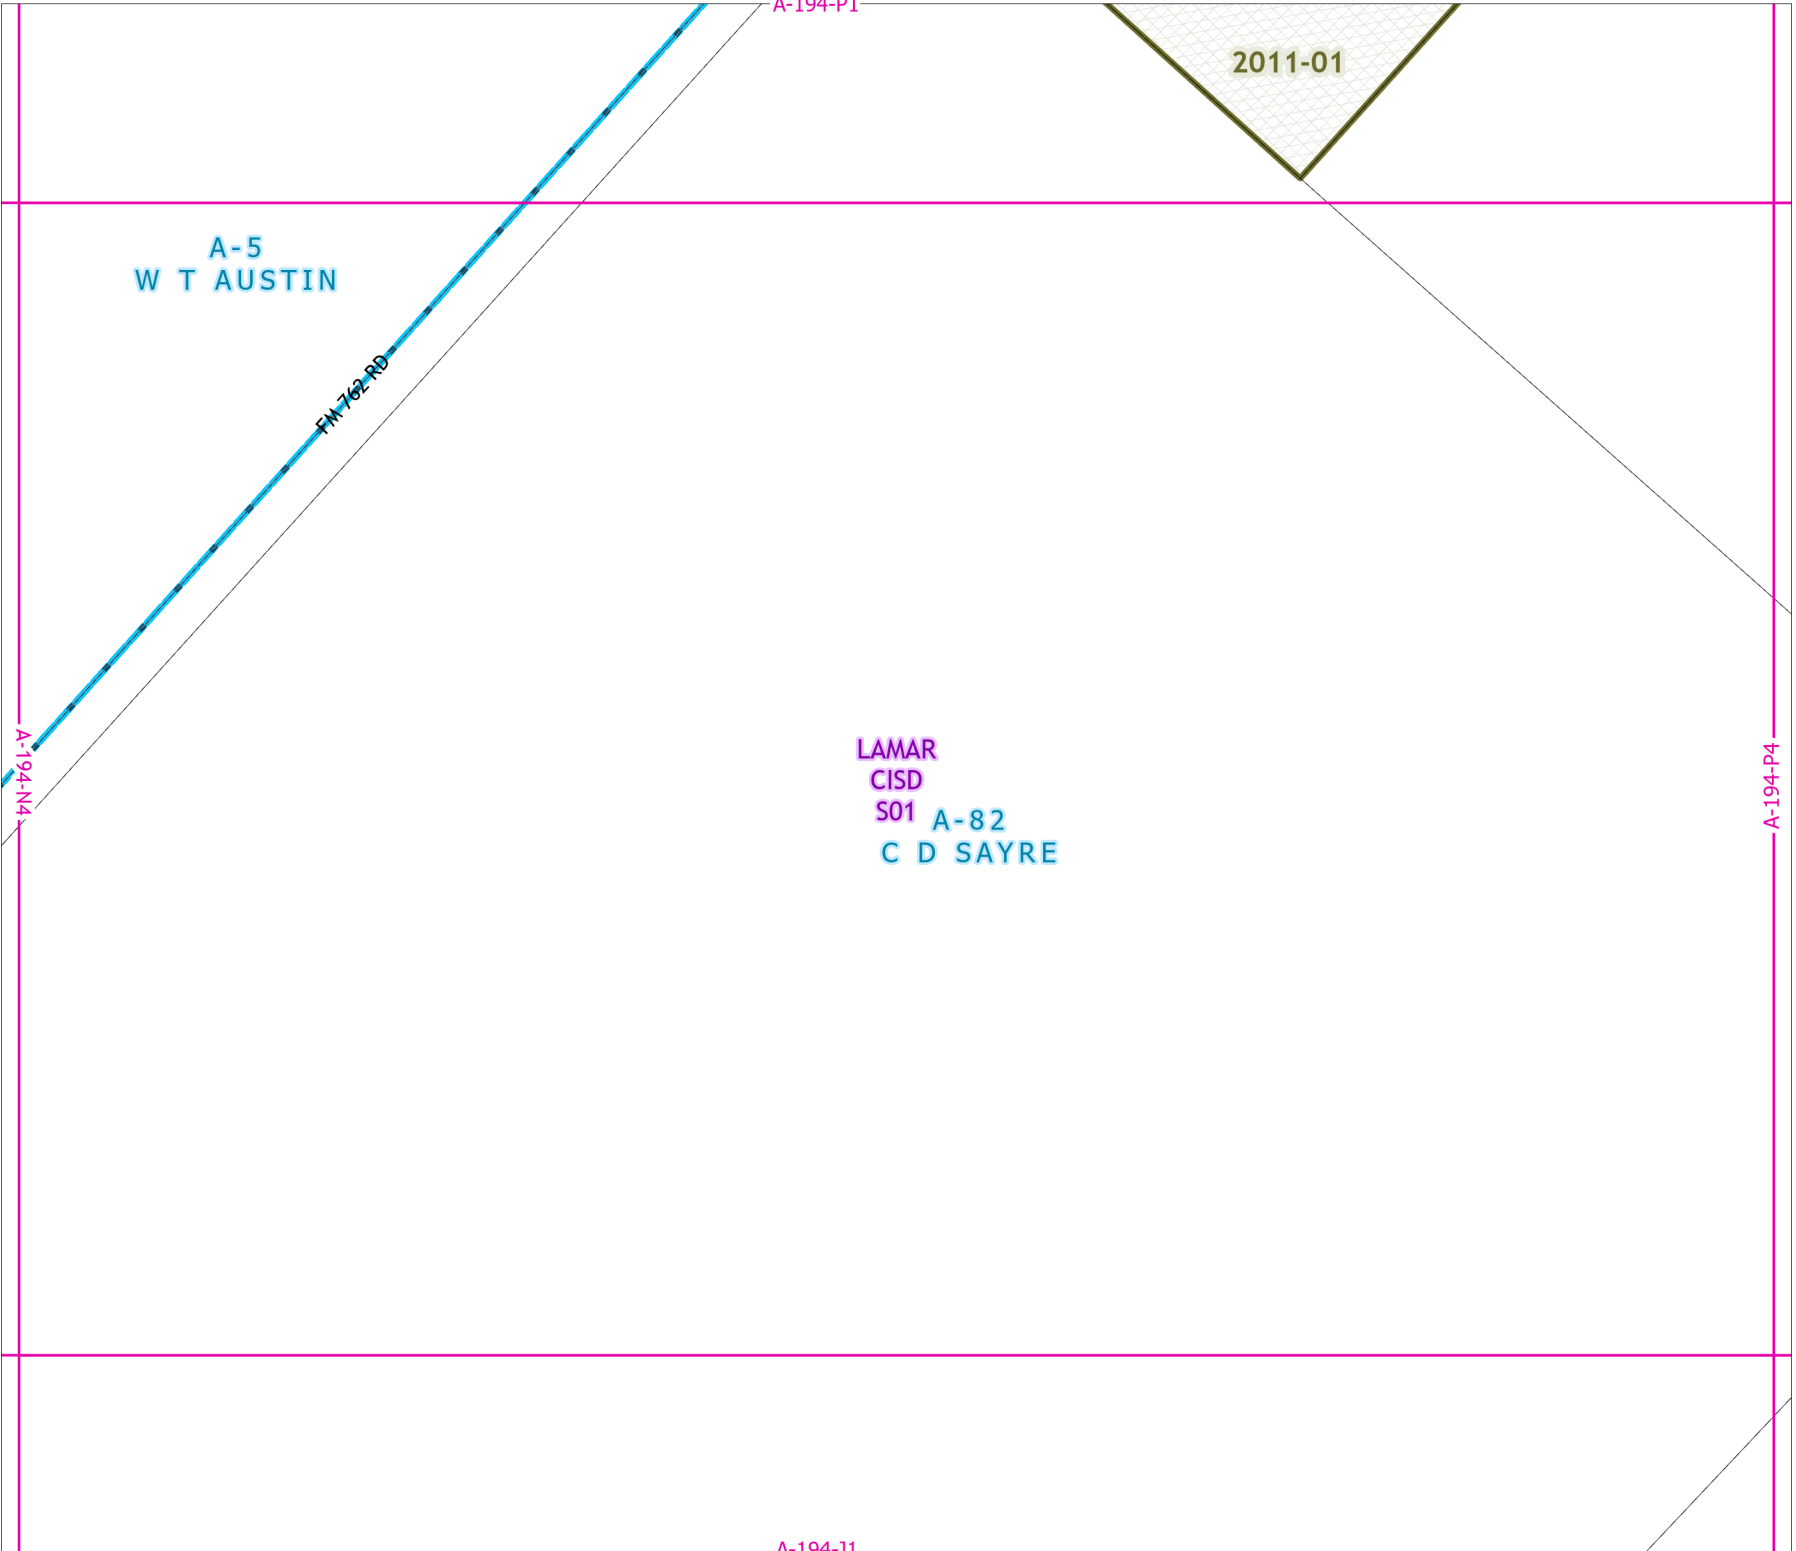 A-194-P1
2011-01
A-5
W T AUSTIN
FM 762 RD
A-194-N4
A-194-P4
LAMAR
CISD
S01
A-82
C D SAYRE
A-194-J1